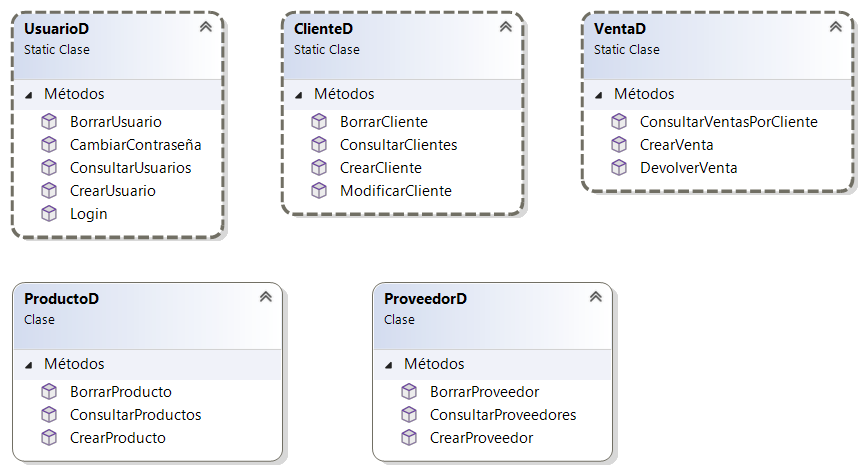 UsuarioD
Static Clase
Métodos
BorrarUsuario
CambiarContraseña
ConsultarUsuarios
CrearUsuario
Login
ClienteD
Static Clase
Métodos
BorrarCliente
ConsultarClientes
CrearCliente
ModificarCliente
VentaD
Static Clase
Métodos
ConsultarVentasPorCliente
CrearVenta
DevolverVenta
ProductoD
Clase
Métodos
BorrarProducto
ConsultarProductos
CrearProducto
ProveedorD
Clase
Métodos
BorrarProveedor
ConsultarProveedores
CrearProveedor